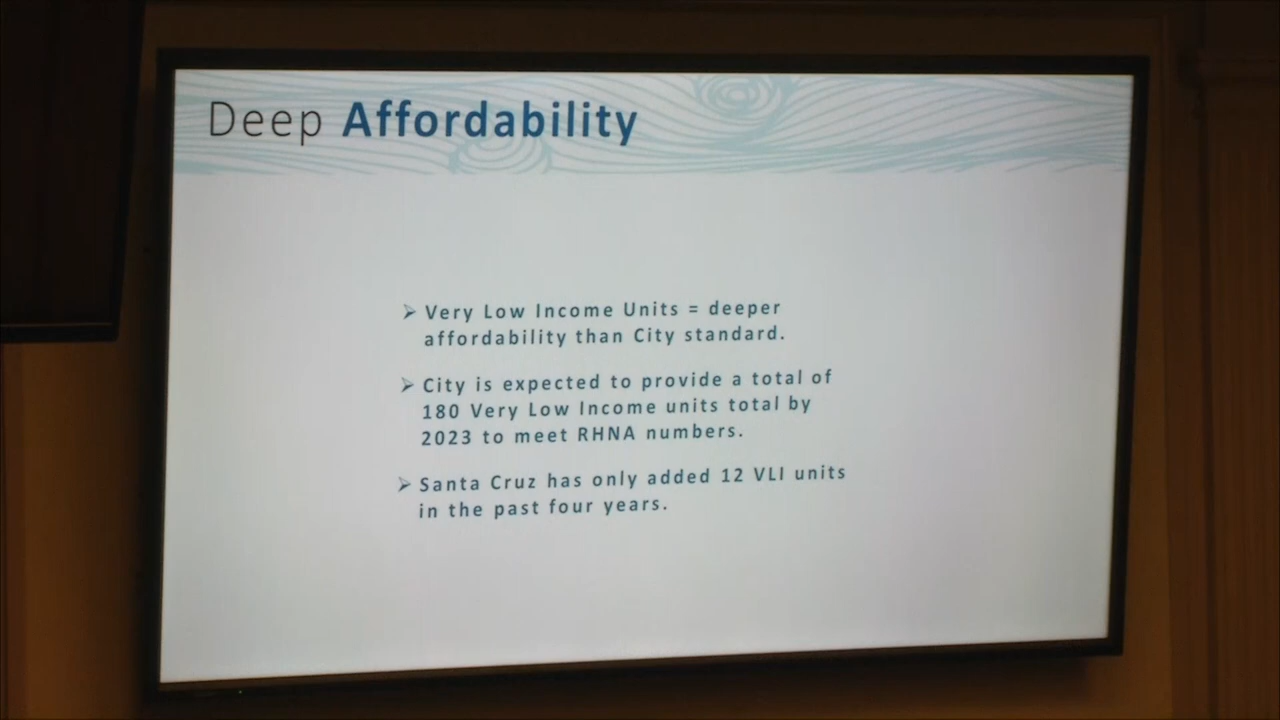 Deep Affordability
➢ Very Low Income Units = deeper
affordability than City standard.
➢ City is expected to provide a total of
180 Very Low Income units total by
2023 to meet RHNA numbers.
➢ Santa Cruz has only added 12 VLI units
in the past four years.